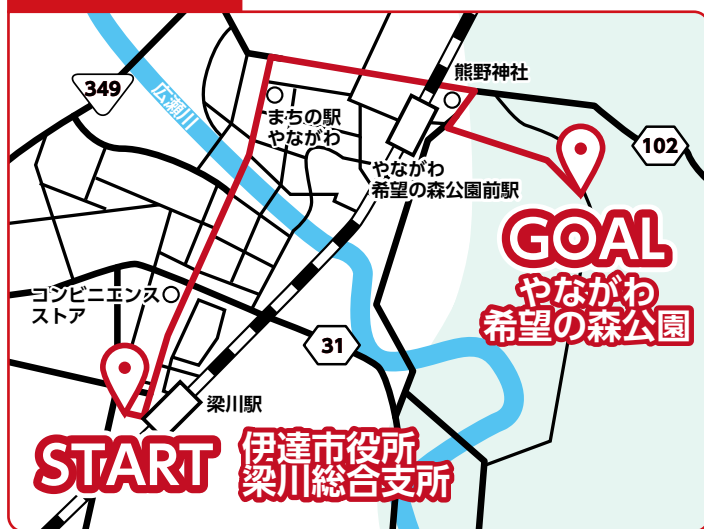 349
広瀬川
熊野神社
まちの駅
やながわ
102
やながわ
希望の森公園前駅
GOAL
やながわ
希望の森公園
コンビニエンス
ストア
31
梁川駅
START
伊達市役所
梁川総合支所